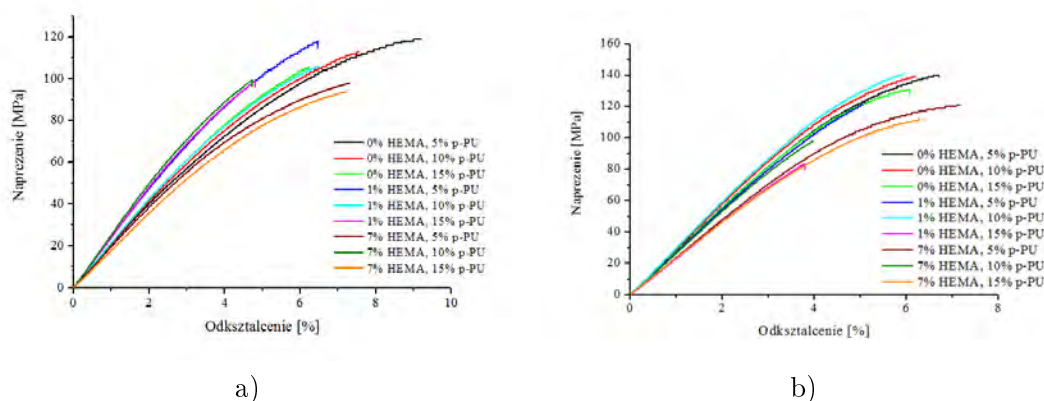 120
100
80
60
40
20
0
Naprezenie [MPa]
0% HEMA, 5% p-PU
0% HEMA, 10% p-PU
0% HEMA, 15% p-PU
1% HEMA, 5% p-PU
1% HEMA, 10% p-PU
1% HEMA, 15% p-PU
7% HEMA, 5% p-PU
7% HEMA, 10% p-PU
7% HEMA, 15% p-PU
0 2 4 6 8 10
Odksztalcenie [%]
a)
160
140
120
100
80
60
40
20
0
Naprezenie [MPa]
0% HEMA, 5% p-PU
0% HEMA, 10% p-PU
0% HEMA, 15% p-PU
1% HEMA, 5% p-PU
1% HEMA, 10% p-PU
1% HEMA, 15% p-PU
7% HEMA, 5% p-PU
7% HEMA, 10% p-PU
7% HEMA, 15% p-PU
0 2 4 6 8
Odksztalcenie [%]
b)